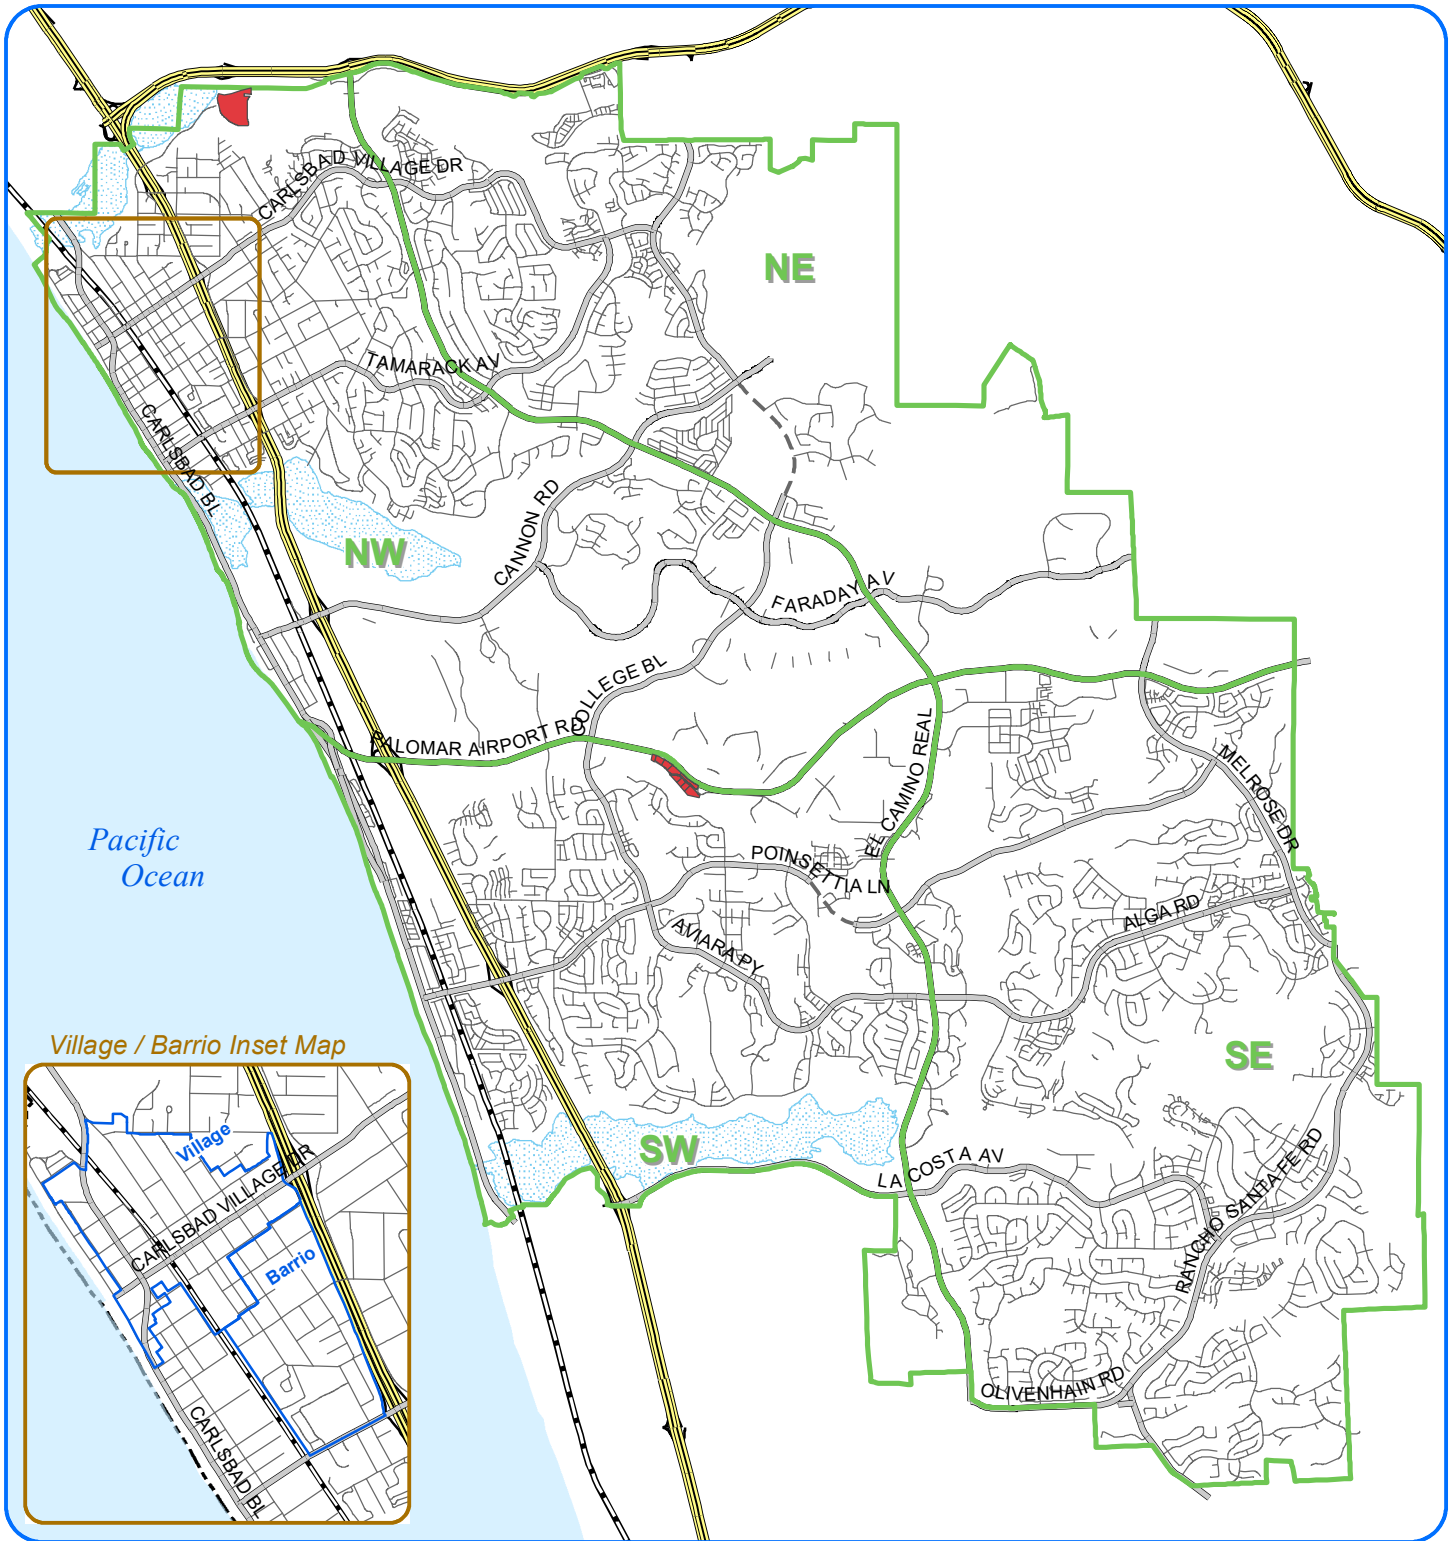 CARLSBAD VILLAGE DR
NE
TAMARACK AV
CARLSBAD BL
CANNON RD
NW
FARADAY AV
COLLEGE BL
PALOMAR AIRPORT RD
EL CAMINO REAL
MELROSE DR
Pacific
Ocean
POINSETTIA LN
ALGA RD
AVIARA PY
Village / Barrio Inset Map
SE
SW
LA COSTA AV
RANCHO SANTA FE RD
OLIVENHAIN RD
Village
CARLSBAD VILLAGE DR
Barrio
CARLSBAD BL